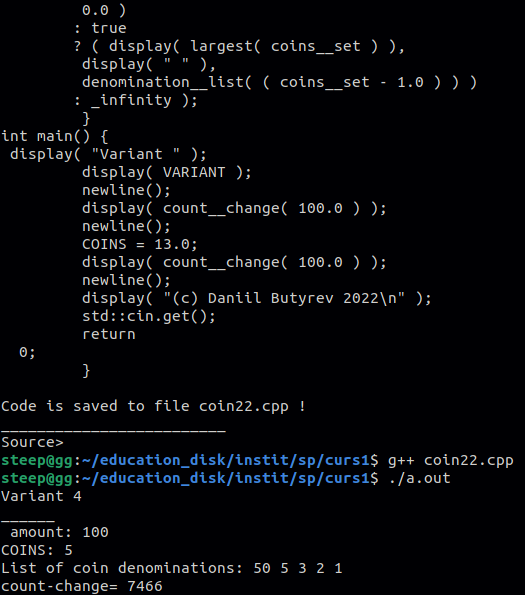 0.0 )
: true
? ( display( largest( coins__set ) ),
display( " " ),
denomination__list( ( coins__set - 1.0 ) ) )
: _infinity );
}
int main() {
display( "Variant " );
display( VARIANT );
newline();
display( count__change( 100.0 ) );
newline();
COINS = 13.0;
display( count__change( 100.0 ) );
newline();
display( "(c) Daniil Butyrev 2022\n" );
std::cin.get();
return
0;
}
Code is saved to file coin22.cpp !
___________________________
Source>
steep@gg:~/education_disk/instit/sp/curs1$ g++ coin22.cpp
steep@gg:~/education_disk/instit/sp/curs1$ ./a.out
Variant 4
______
amount: 100
COINS: 5
List of coin denominations: 50 5 3 2 1
count-change= 7466